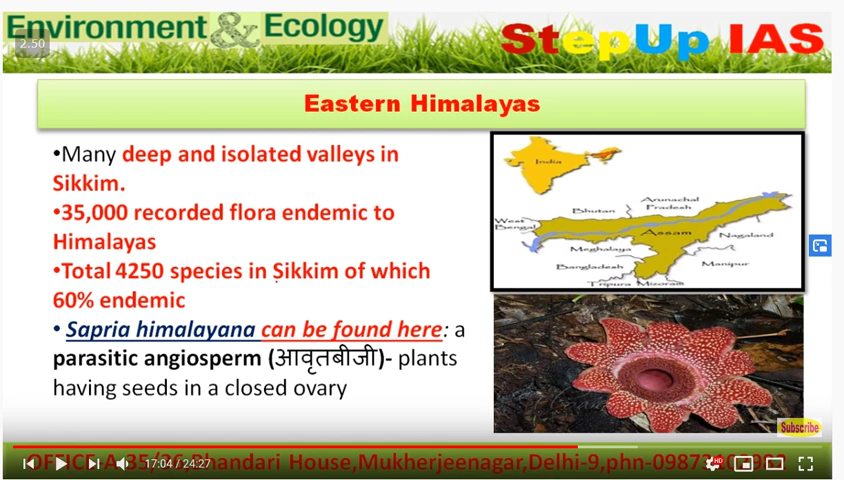 Environment & Ecology
StepUp IAS
2.50
Eastern Himalayas
•Many deep and isolated valleys in
Sikkim.
•35,000 recorded flora endemic to
Himalayas
•Total 4250 species in Sikkim of which
60% endemic
• Sapria himalayana can be found here: a
parasitic angiosperm (आवृतबीजी)- plants
having seeds in a closed ovary
India
Arunachal
Pradesh
Bhutan
West
Bengal
Assam
Nagaland
Meghalaya
Bangladesh
Manipur
Tripura Mizoram
Subscribe
OFFICE-A-35/36,Bhandari House,Mukherjeenagar,Delhi-9,phn-
17:04 / 24:27
HD